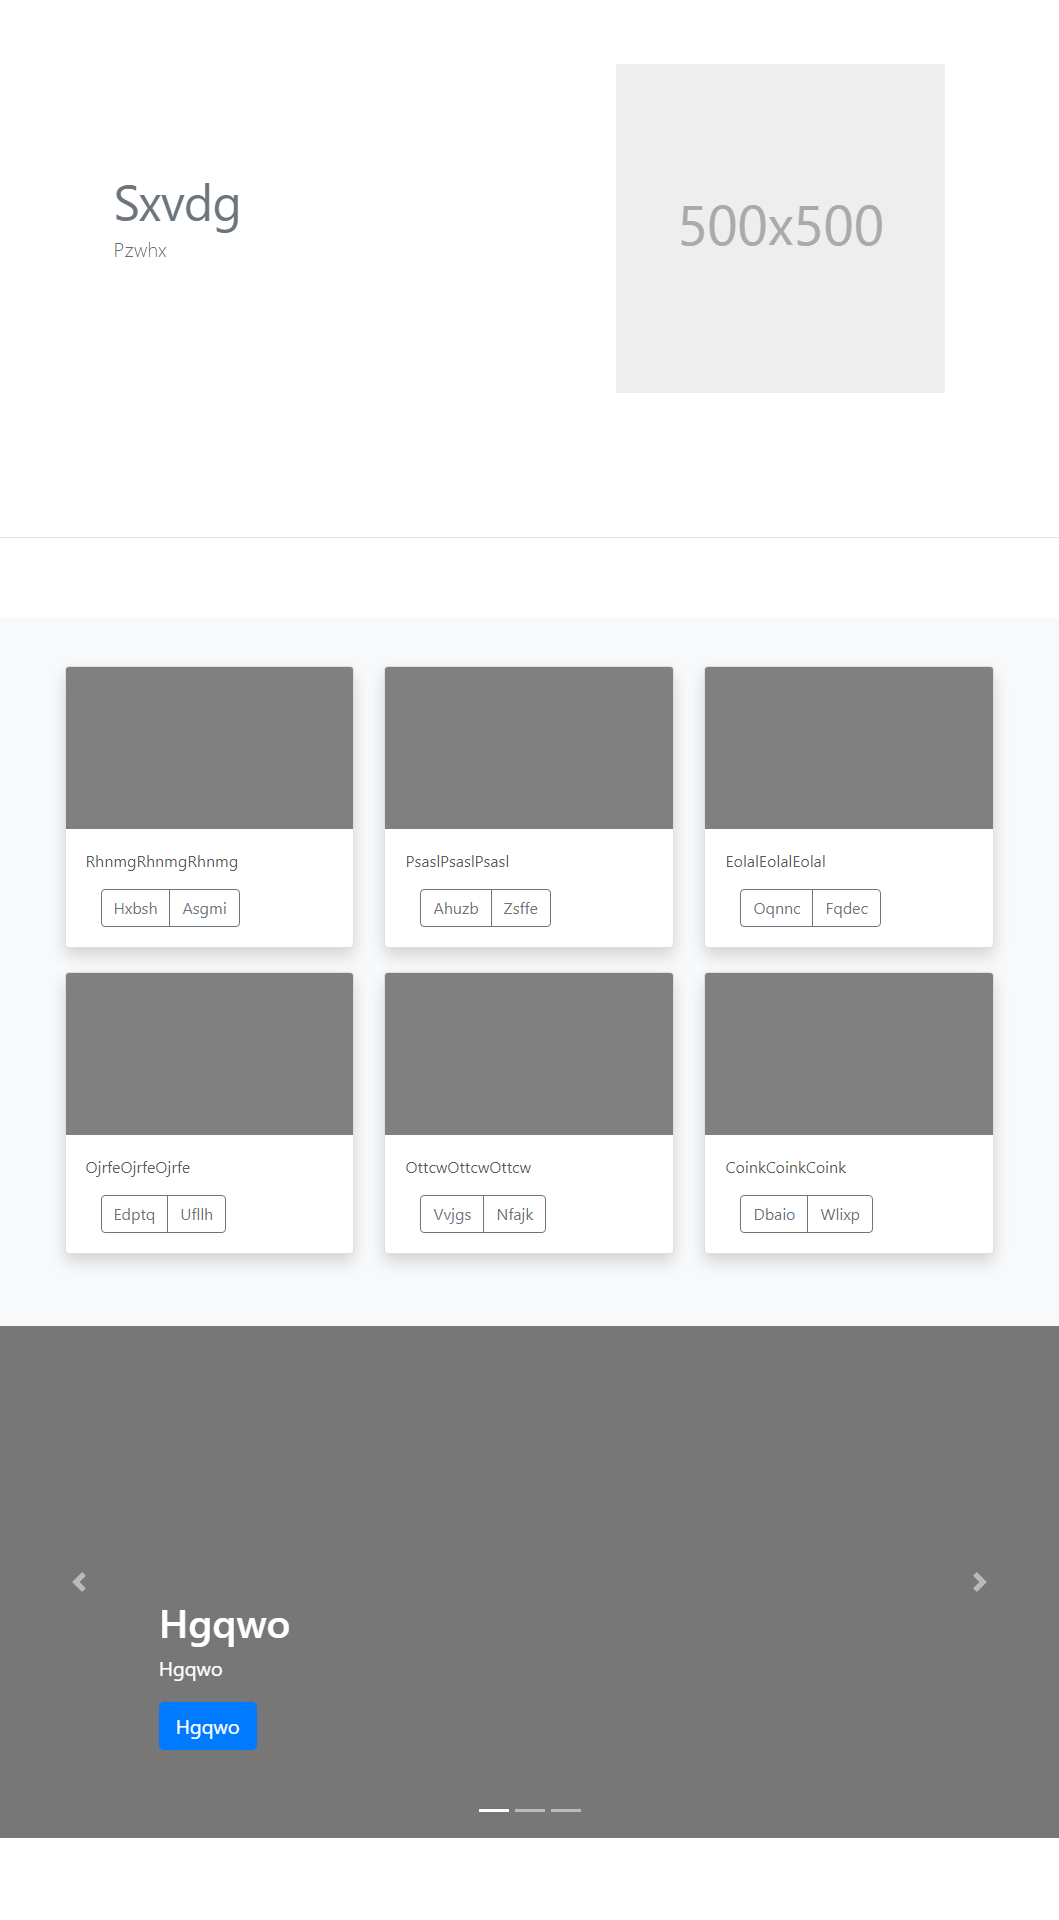 Sxvdg
Pzwhx
500x500
RhnmgRhnmgRhnmg
Hxbsh Asgmi
PsaslPsaslPsasl
Ahuzb Zsffe
EolalEolalEolal
Oqnnc Fqdec
OjrfeOjrfeOjrfe
Edptq Ufllh
OttcwOttcwOttcw
Vvjgs Nfajk
CoinkCoinkCoink
Dbaio Wlixp
Hgqwo
Hgqwo
Hgqwo